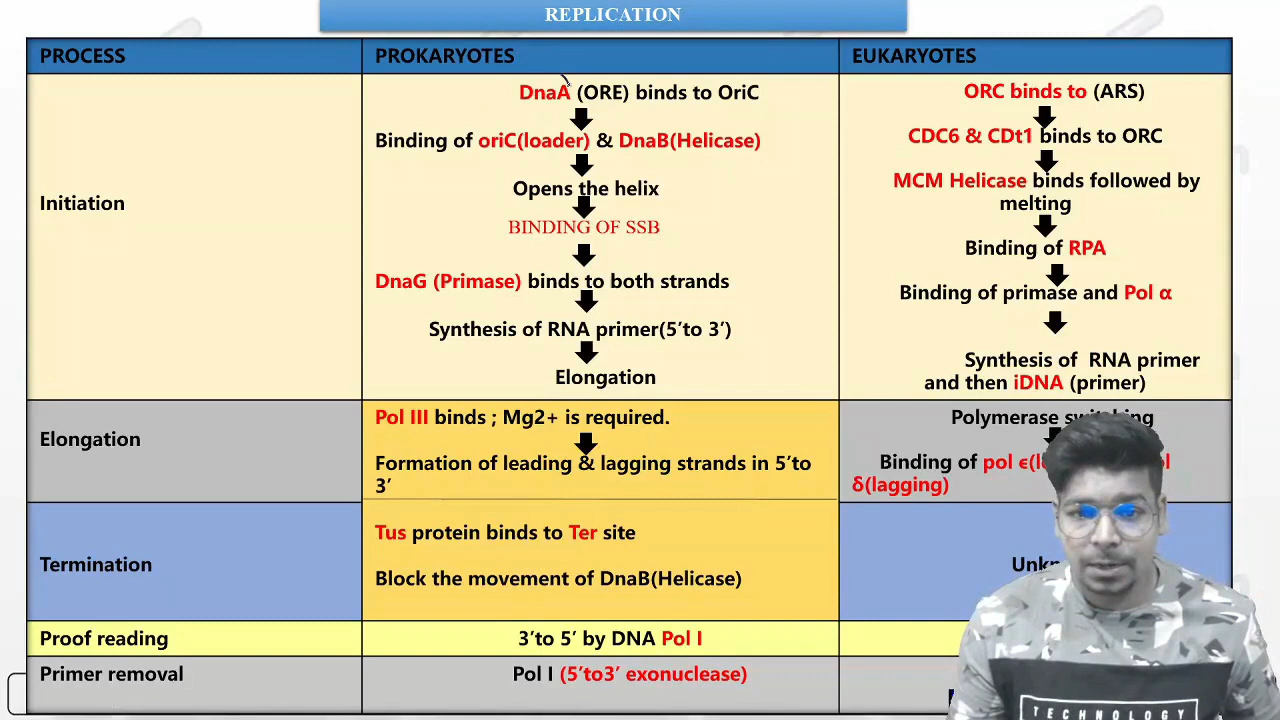 REPLICATION
PROCESS
PROKARYOTES
EUKARYOTES
Initiation
DnaA (ORE) binds to OriC
Binding of oriC(loader) & DnaB(Helicase)
Opens the helix
BINDING OF SSB
DnaG (Primase) binds to both strands
Synthesis of RNA primer(5’to 3’)
Elongation
ORC binds to (ARS)
CDC6 & CDt1 binds to ORC
MCM Helicase binds followed by
melting
Binding of RPA
Binding of primase and Pol α
Synthesis of RNA primer
and then iDNA (primer)
Elongation
Pol III binds ; Mg2+ is required.
Formation of leading & lagging strands in 5’to
3’
Polymerase switching
Binding of pol ϵ
δ(lagging)
Termination
Tus protein binds to Ter site
Block the movement of DnaB(Helicase)
Proof reading
3’to 5’ by DNA Pol I
Primer removal
Pol I (5’to3’ exonuclease)
TECHNOLOGY